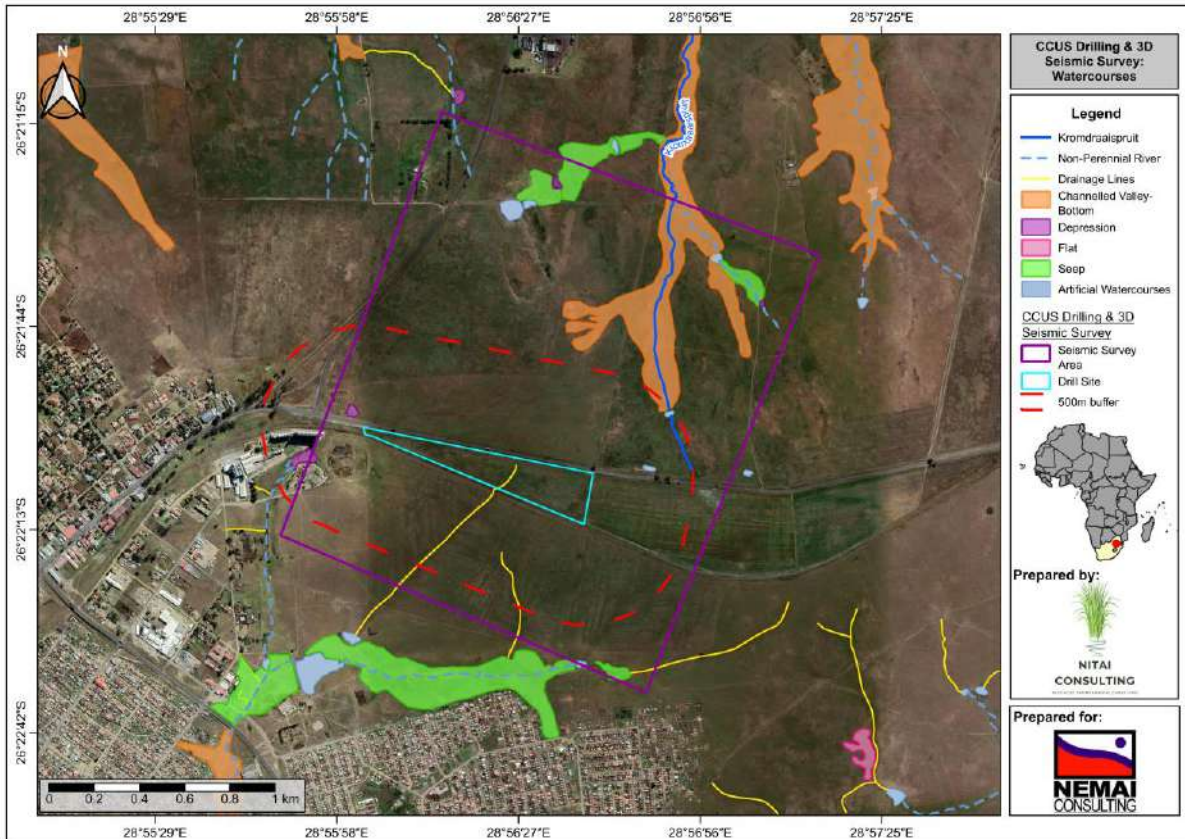 28°55'29"E 28°55'58"E 28°56'27"E 28°56'56"E 28°57'25"E
CCUS Drilling & 3D
Seismic Survey:
Watercourses
N
26°21'15"S
26°21'44"S
26°22'13"S
26°22'42"S
Legend
Kromdraaispruit
Non-Perennial River
Drainage Lines
Channelled Valley-
Bottom
Depression
Flat
Seep
Artificial Watercourses
CCUS Drilling & 3D
Seismic Survey
Seismic Survey
Area
Drill Site
500m buffer
Prepared by:
NITAI
CONSULTING
Prepared for:
NEMAI
CONSULTING
0 0.2 0.4 0.6 0.8 1 km
28°55'29"E 28°55'58"E 28°56'27"E 28°56'56"E 28°57'25"E